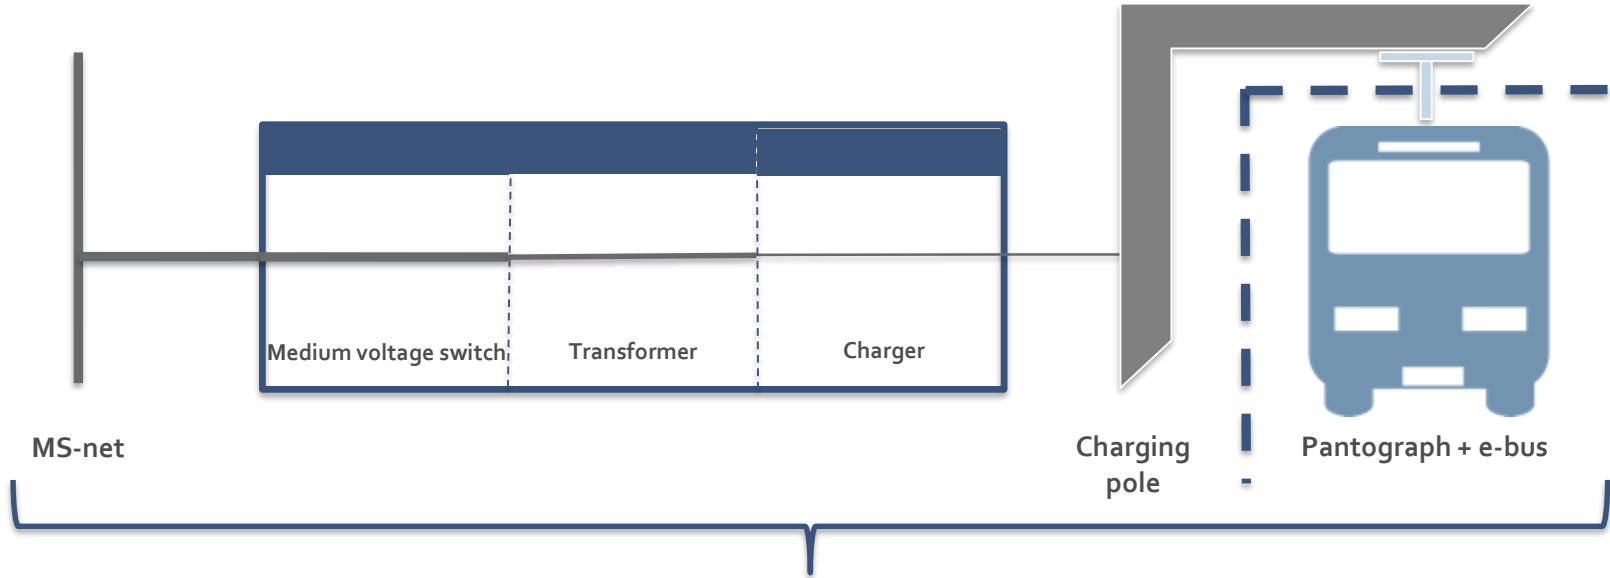 Medium voltage switch
Transformer
Charger
MS-net
Charging
pole
Pantograph + e-bus